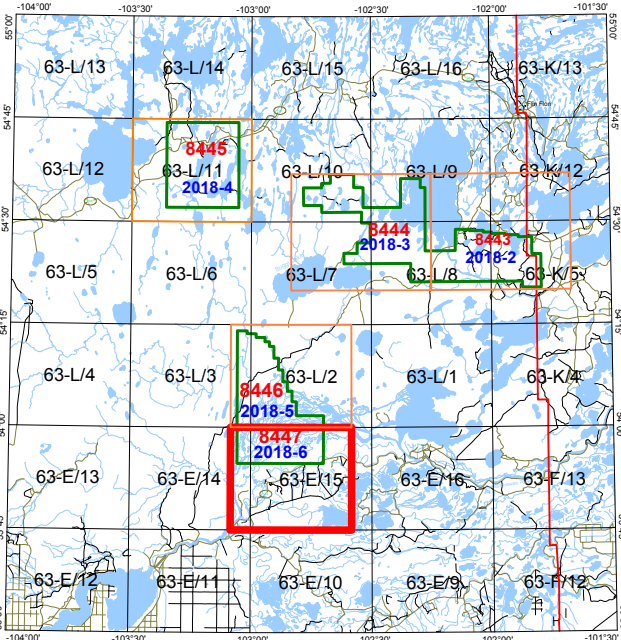 -104°00' -103°30' -103°00' -102°30' -102°00' -101°30'
55°00' 55°00'
63-L/13 63-L/14 63-L/15 63-L/16 63-K/13
Flin Flon
54°45' 54°45'
8445
63-L/12 63-L/11 63-L/10 63-L/9 63-K/12
2018-4
54°30' 54°30'
8444 8443
2018-3 2018-2
63-L/5 63-L/6 63-L/7 63-L/8 63-K/5
54°15' 54°15'
63-L/4 63-L/3 63-L/2 63-L/1 63-K/4
8446
2018-5
54°00'
8447
2018-6
63-E/13 63-E/14 63-E/15 63-E/16 63-F/13
63-E/12 63-E/11 63-E/10 63-E/9 63-F/12
-104°00' -103°30' -103°00' -102°30' -102°00' -101°30'